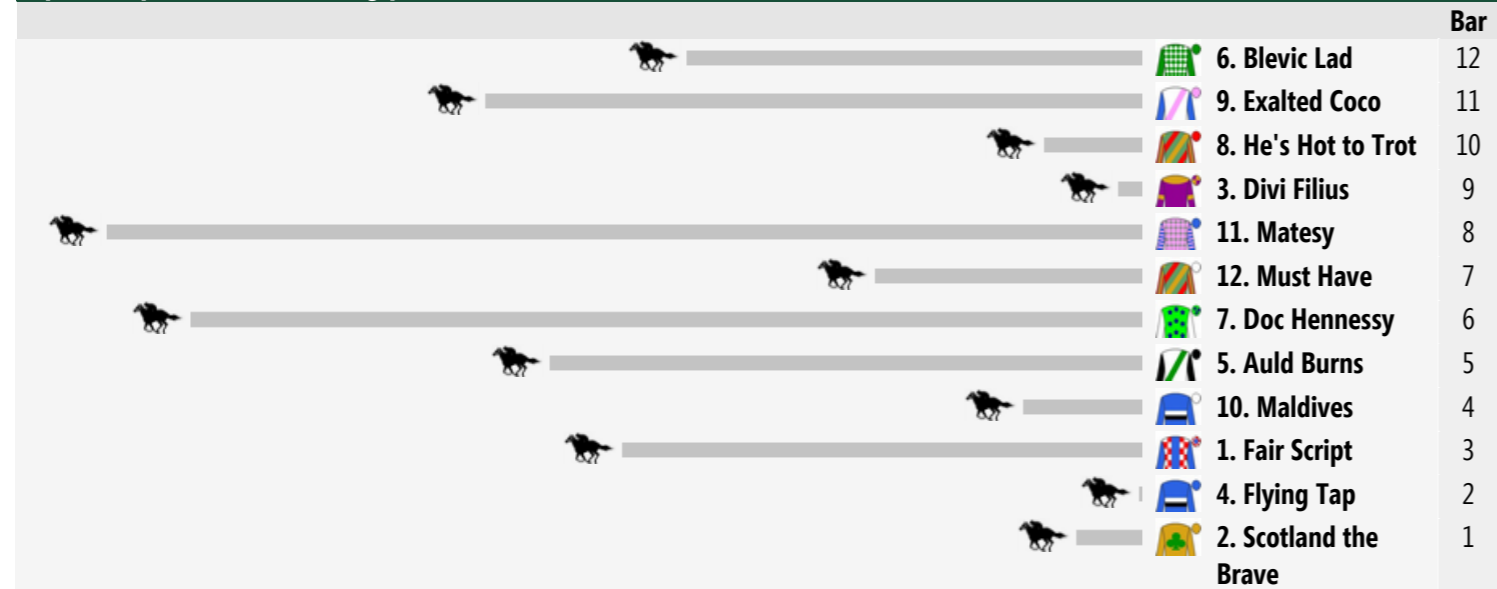 Bar
6. Blevic Lad 12
9. Exalted Coco 11
8. He's Hot to Trot 10
3. Divi Filius 9
11. Matesy 8
12. Must Have 7
7. Doc Hennessy 6
5. Auld Burns 5
10. Maldives 4
1. Fair Script 3
4. Flying Tap 2
2. Scotland the 1
Brave